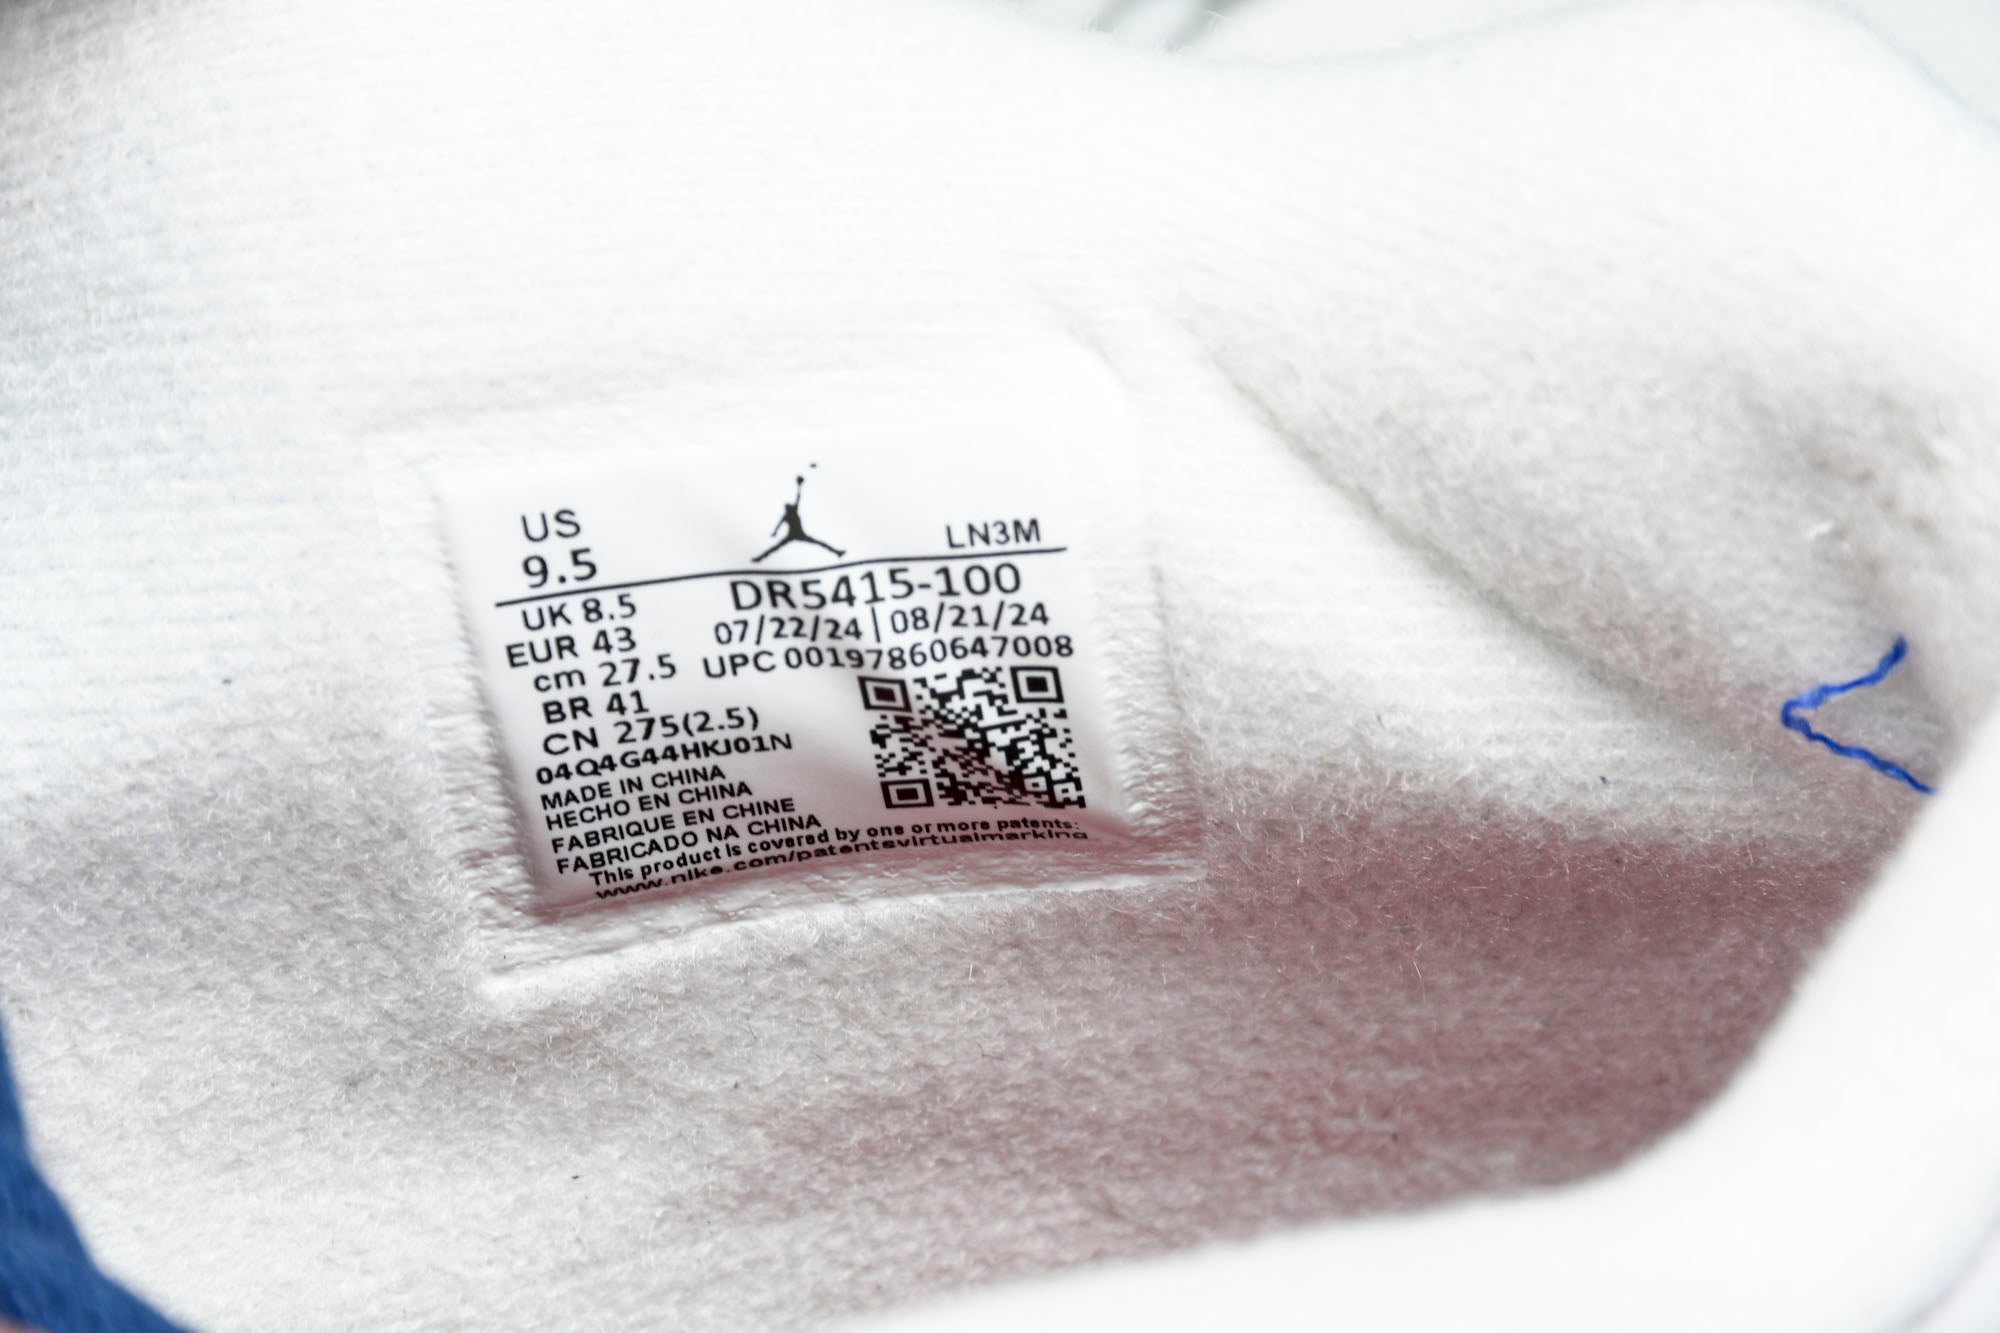 US LN3M
9.5
UK 8.5 DR5415-100
EUR 43 07/22/24 | 08/21/24
cm 27.5 UPC 00197860647008
BR 41
CN 275(2.5)
04Q4G44HKJ01N
MADE IN CHINA
HECHO EN CHINA
FABRIQUE EN CHINE
FABRICADO NA CHINA
This product is covered by one or more patents:
www.nike.com/patentsvirtualmarking